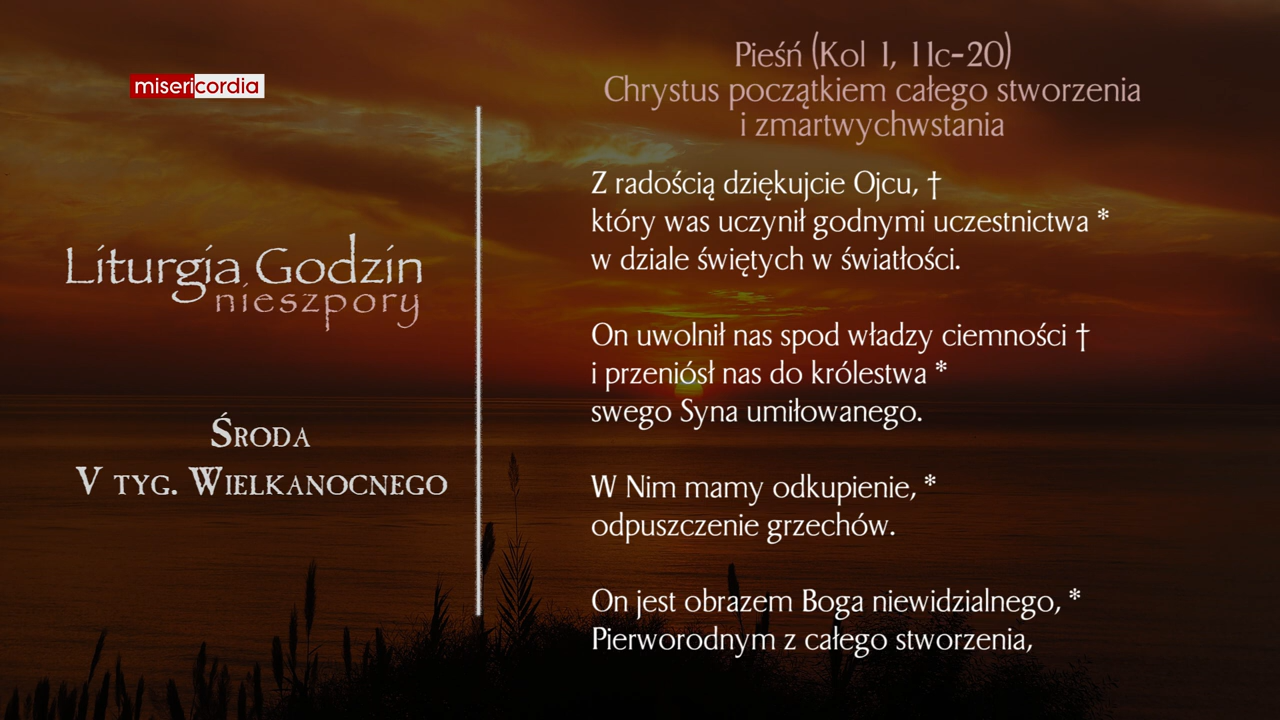 misericordia
Liturgia Godzin
nieszpory
Środa
V tyg. Wielkanocnego
Pieśń (Kol 1, 11c-20)
Chrystus początkiem całego stworzenia
i zmartwychwstania
Z radością dziękujcie Ojcu, †
który was uczynił godnymi uczestnictwa *
w dziale świętych w światłości.
On uwolnił nas spod władzy ciemności †
i przeniósł nas do królestwa *
swego Syna umiłowanego.
W Nim mamy odkupienie, *
odpuszczenie grzechów.
On jest obrazem Boga niewidzialnego, *
Pierworodnym z całego stworzenia,